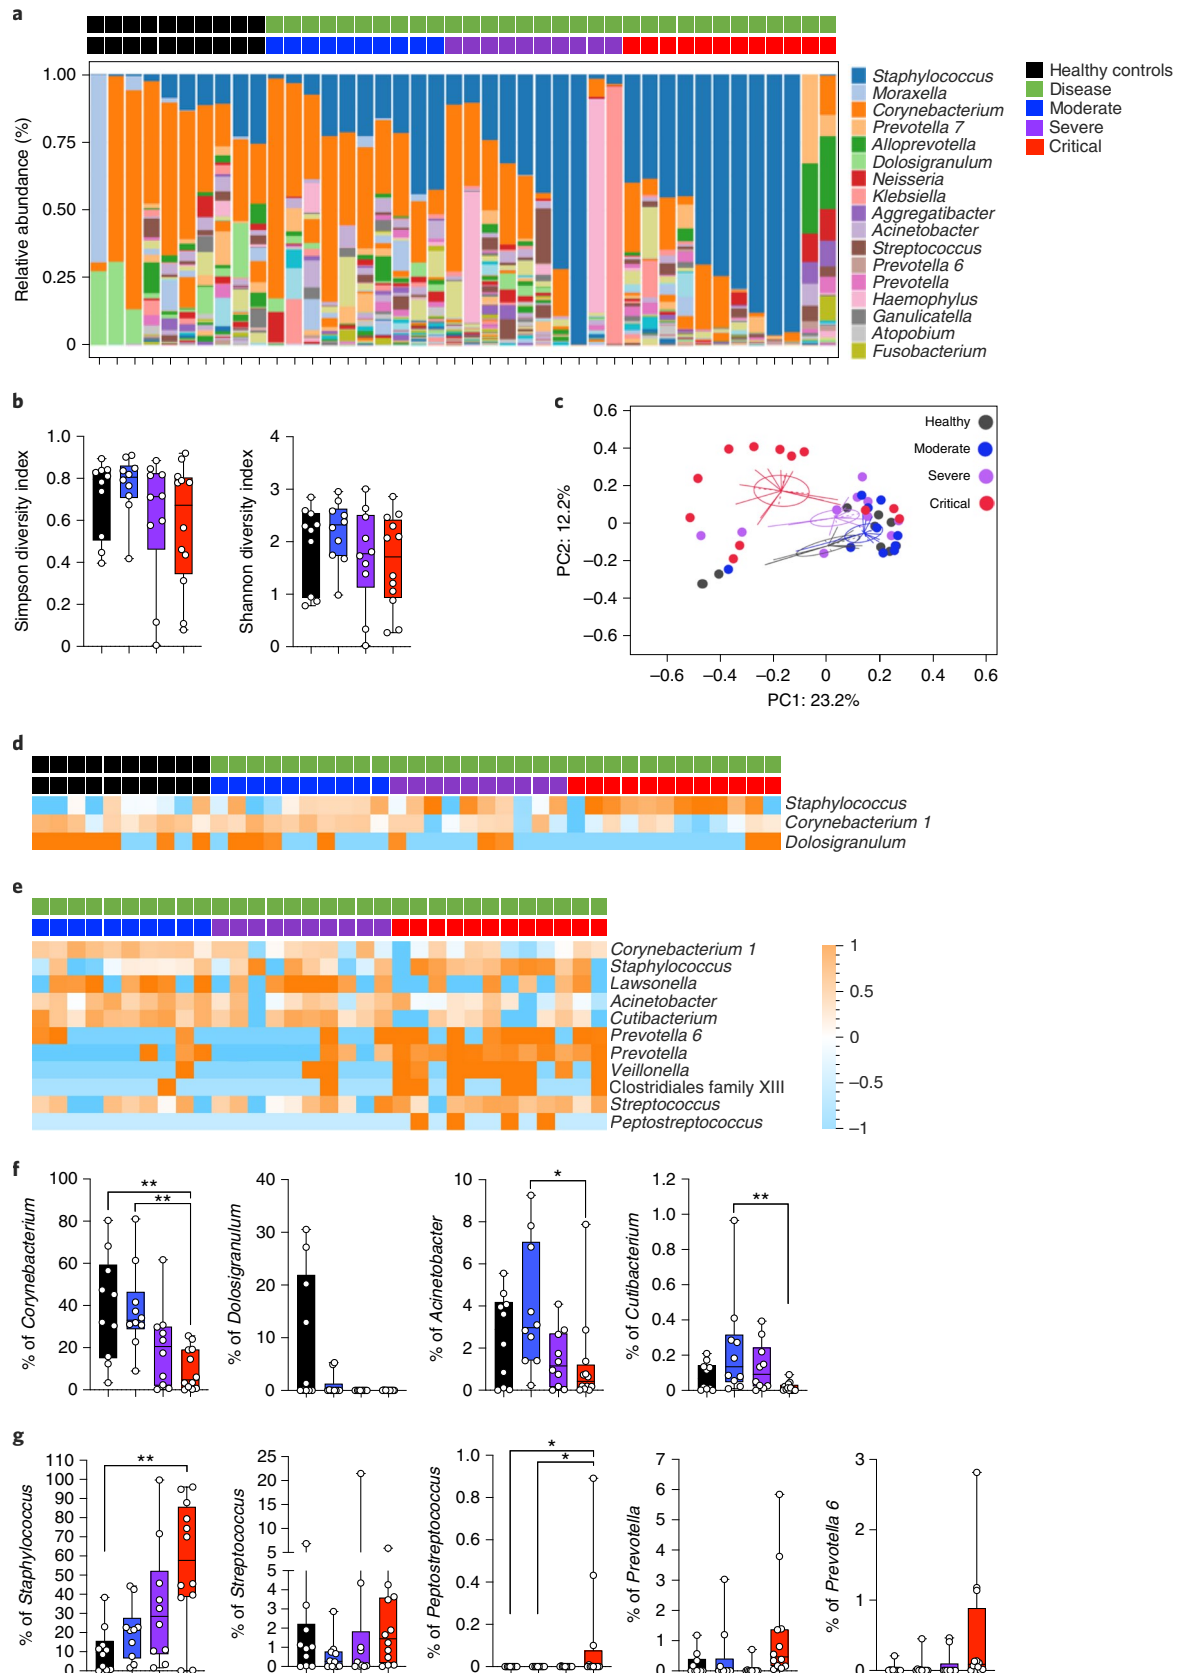 a
1.00
0.75
0.50
0.25
0
Relative abundance (%)
Staphylococcus
Moraxella
Corynebacterium
Prevotella 7
Alloprevotella
Dolosigranulum
Neisseria
Klebsiella
Aggregatibacter
Acinetobacter
Streptococcus
Prevotella 6
Prevotella
Haemophylus
Ganulicatella
Atopobium
Fusobacterium
Healthy controls
Disease
Moderate
Severe
Critical
b
Simpson diversity index
1.0
0.8
0.6
0.4
0.2
0
Shannon diversity index
4
3
2
1
0
c
PC2: 12.2%
0.6
0.4
0.2
0
–0.2
–0.4
–0.6
Healthy
Moderate
Severe
Critical
–0.6 –0.4 –0.2 0 0.2 0.4 0.6
PC1: 23.2%
d
Staphylococcus
Corynebacterium 1
Dolosigranulum
e
Corynebacterium 1
Staphylococcus
Lawsonella
Acinetobacter
Cutibacterium
Prevotella 6
Prevotella
Veillonella
Clostridiales family XIII
Streptococcus
Peptostreptococcus
1
0.5
0
–0.5
–1
f
% of Corynebacterium
100
80
60
40
20
0
**
**
% of Dolosigranulum
40
30
20
10
0
% of Acinetobacter
10
8
6
4
2
0
*
% of Cutibacterium
1.2
1.0
0.8
0.6
0.4
0.2
0
**
g
% of Staphylococcus
110
100
90
80
70
60
50
40
30
20
10
0
**
% of Streptococcus
25
20
15
10
5
5
4
3
2
1
0
% of Peptostreptococcus
1.0
0.8
0.6
0.4
0.2
0
*
*
% of Prevotella
7
6
5
4
3
2
1
0
% of Prevotella 6
3
2
1
0